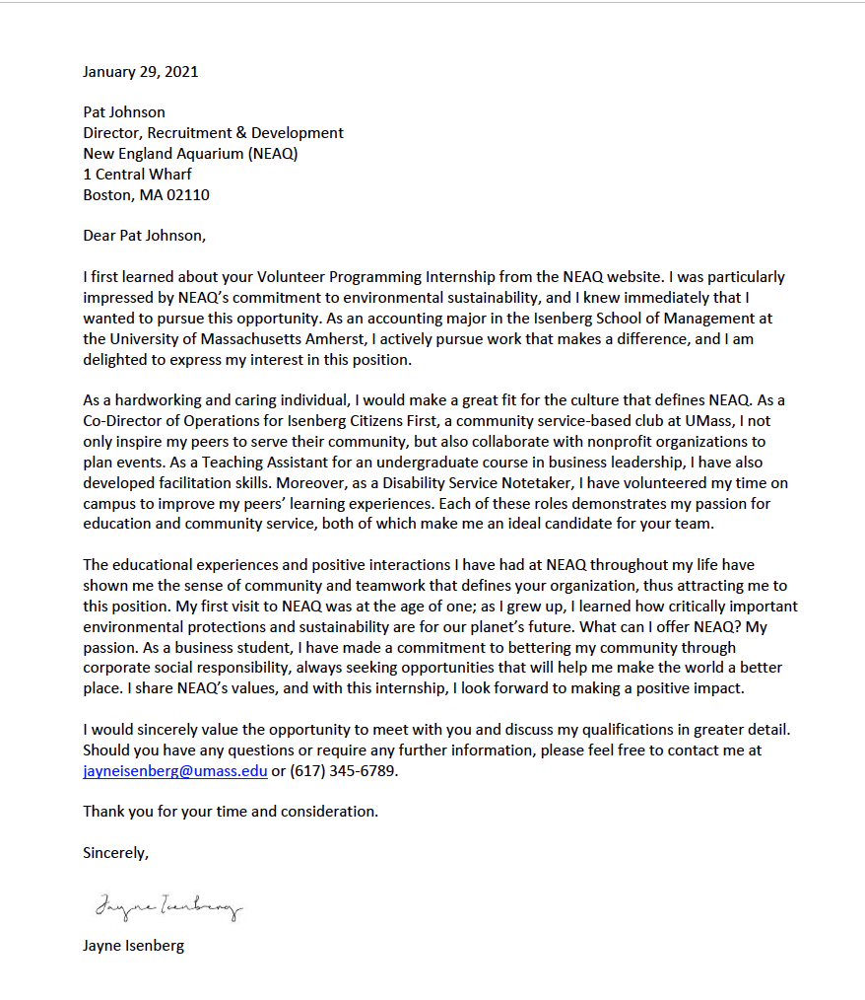 January 29, 2021
Pat Johnson
Director, Recruitment & Development
New England Aquarium (NEAQ)
1 Central Wharf
Boston, MA 02110
Dear Pat Johnson,
I first learned about your Volunteer Programming Internship from the NEAQ website. I was particularly
impressed by NEAQ’s commitment to environmental sustainability, and I knew immediately that I
wanted to pursue this opportunity. As an accounting major in the Isenberg School of Management at
the University of Massachusetts Amherst, I actively pursue work that makes a difference, and I am
delighted to express my interest in this position.
As a hardworking and caring individual, I would make a great fit for the culture that defines NEAQ. As a
Co-Director of Operations for Isenberg Citizens First, a community service-based club at UMass, I not
only inspire my peers to serve their community, but also collaborate with nonprofit organizations to
plan events. As a Teaching Assistant for an undergraduate course in business leadership, I have also
developed facilitation skills. Moreover, as a Disability Service Notetaker, I have volunteered my time on
campus to improve my peers’ learning experiences. Each of these roles demonstrates my passion for
education and community service, both of which make me an ideal candidate for your team.
The educational experiences and positive interactions I have had at NEAQ throughout my life have
shown me the sense of community and teamwork that defines your organization, thus attracting me to
this position. My first visit to NEAQ was at the age of one; as I grew up, I learned how critically important
environmental protections and sustainability are for our planet’s future. What can I offer NEAQ? My
passion. As a business student, I have made a commitment to bettering my community through
corporate social responsibility, always seeking opportunities that will help me make the world a better
place. I share NEAQ’s values, and with this internship, I look forward to making a positive impact.
I would sincerely value the opportunity to meet with you and discuss my qualifications in greater detail.
Should you have any questions or require any further information, please feel free to contact me at
jayneisenberg@umass.edu or (617) 345-6789.
Thank you for your time and consideration.
Sincerely,
Jayne Isenberg
Jayne Isenberg